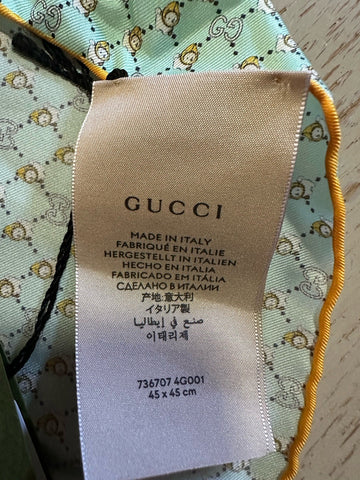 GUCCI
MADE IN ITALY
FABRIQUÉ EN ITALIE
HERGESTELLT IN ITALIEN
HECHO EN ITALIA
FABRICADO EM ITÁLIA
СДЕЛАНО В ИТАЛИИ
产地:意大利
イタリア製
صنع في إيطاليا
이태리제
736707 4G001
45 x 45 cm